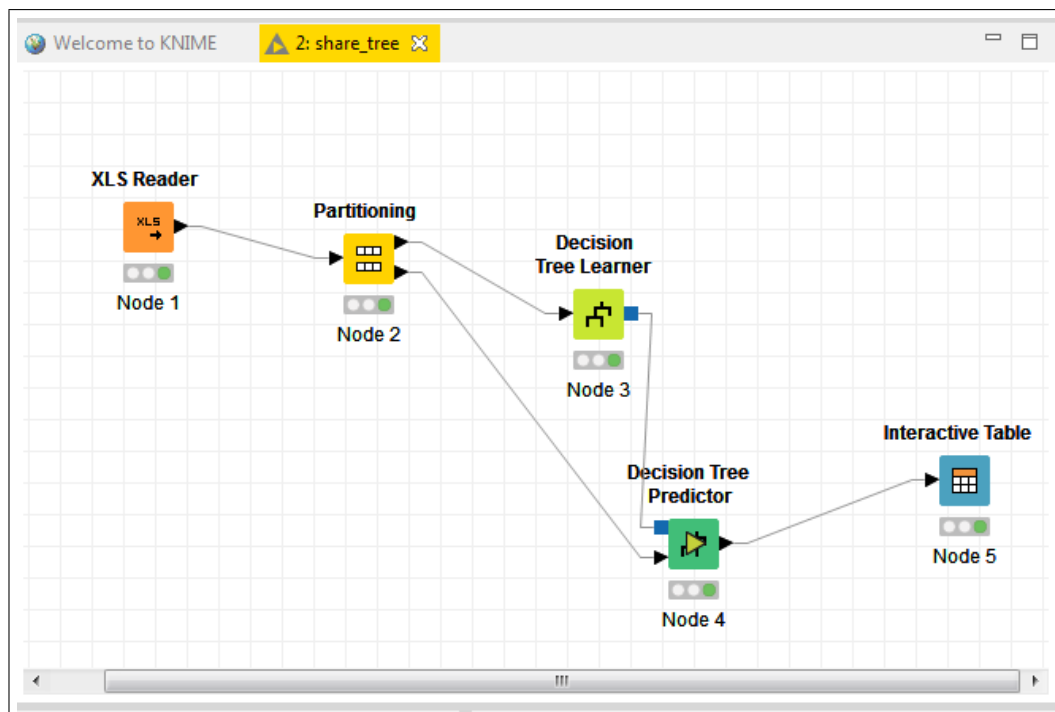 Welcome to KNIME
2: share_tree
XLS Reader
XLS
Node 1
Partitioning
Node 2
Decision
Tree Learner
Node 3
Decision Tree
Predictor
Node 4
Interactive Table
Node 5